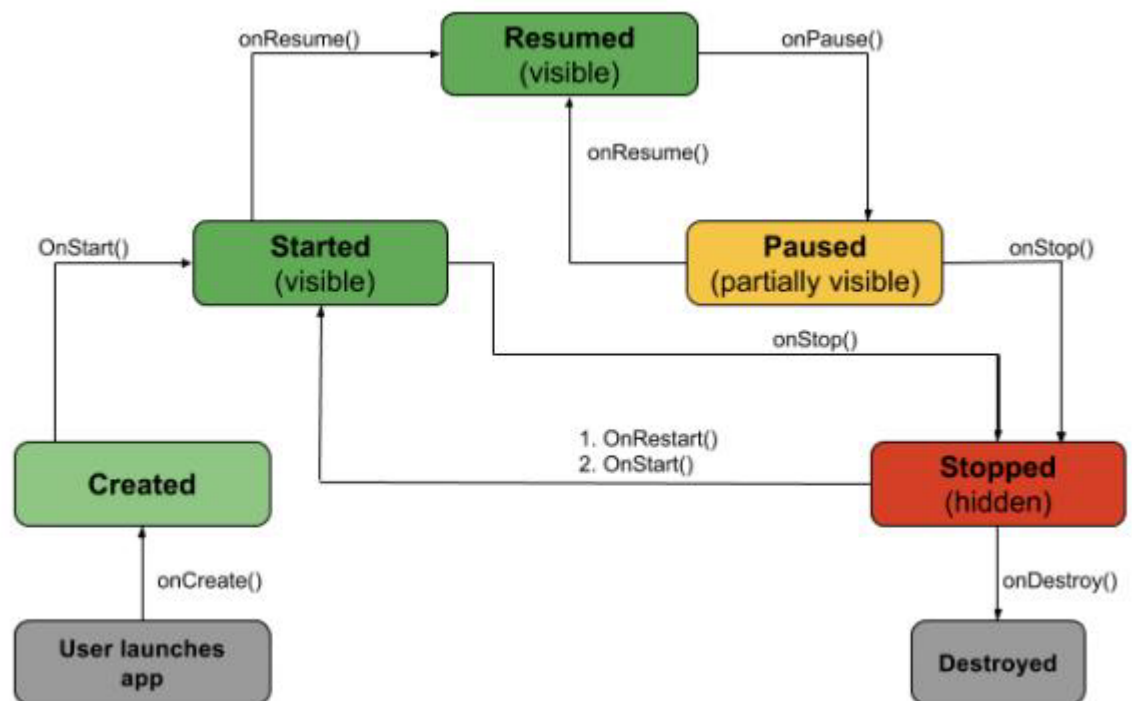 onResume()
Resumed
(visible)
onPause()
onResume()
OnStart()
Started
(visible)
Paused
(partially visible)
onStop()
onStop()
1. OnRestart()
2. OnStart()
Created
Stopped
(hidden)
onCreate()
onDestroy()
User launches
app
Destroyed